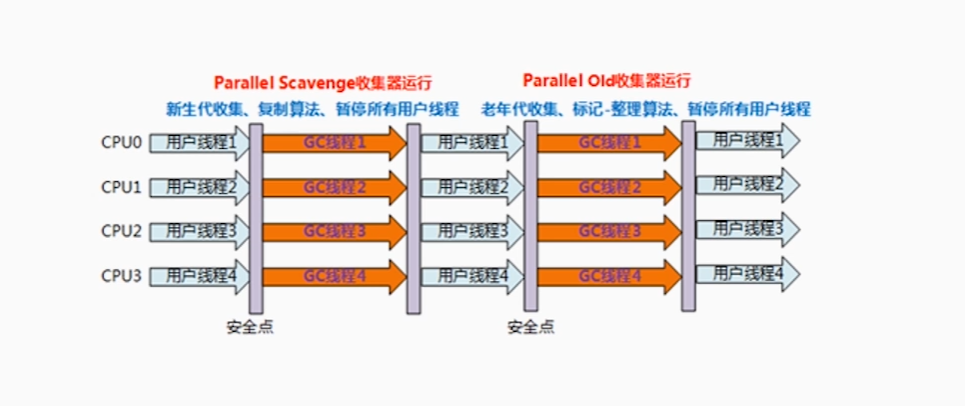 Parallel Scavenge收集器运行 Parallel Old收集器运行
新生代收集、复制算法、暂停所有用户线程 老年代收集、标记-整理算法、暂停所有用户线程
CPU0 用户线程1 GC线程1 用户线程1 GC线程1 用户线程1
CPU1 用户线程2 GC线程2 用户线程2 GC线程2 用户线程2
CPU2 用户线程3 GC线程3 用户线程3 GC线程3 用户线程3
CPU3 用户线程4 GC线程4 用户线程4 GC线程4 用户线程4
安全点 安全点